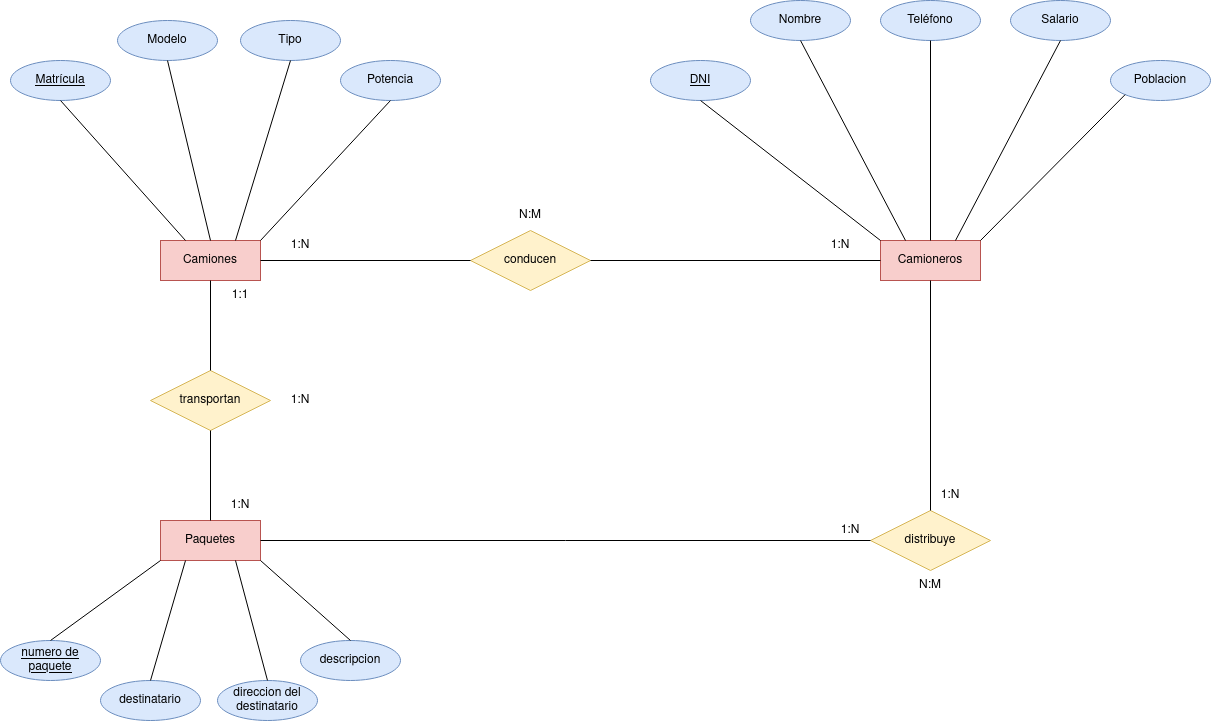 Nombre
Teléfono
Salario
Modelo
Tipo
Matrícula
Potencia
DNI
Poblacion
N:M
1:N
1:N
Camiones
conducen
Camioneros
1:1
transportan
1:N
1:N
1:N
Paquetes
1:N
distribuye
N:M
numero de
paquete
descripcion
destinatario
direccion del
destinatario